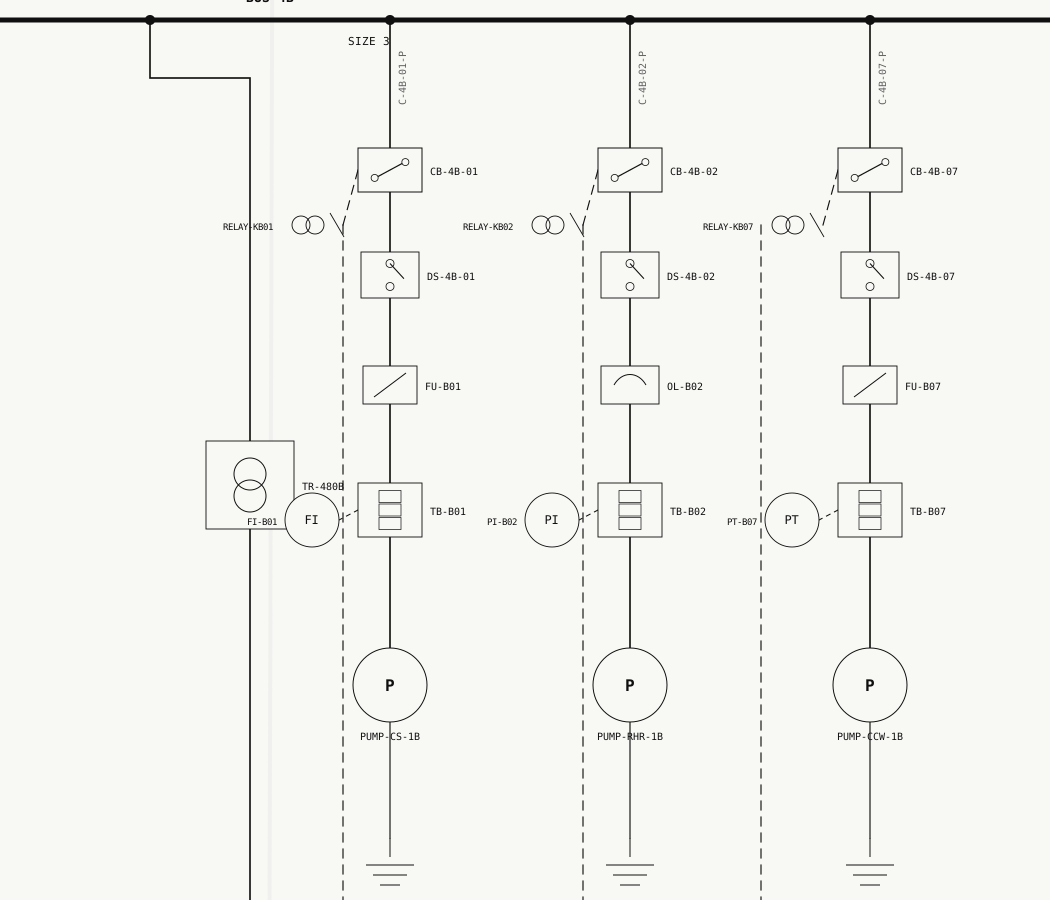 SIZE 3
C-4B-01-P
C-4B-02-P
C-4B-07-P
CB-4B-01
CB-4B-02
CB-4B-07
RELAY-KB01
RELAY-KB02
RELAY-KB07
DS-4B-01
DS-4B-02
DS-4B-07
FU-B01
OL-B02
FU-B07
TR-480B
FI-B01
FI
TB-B01
PI-B02
PI
TB-B02
PT-B07
PT
TB-B07
P
P
P
PUMP-CS-1B
PUMP-RHR-1B
PUMP-CCW-1B